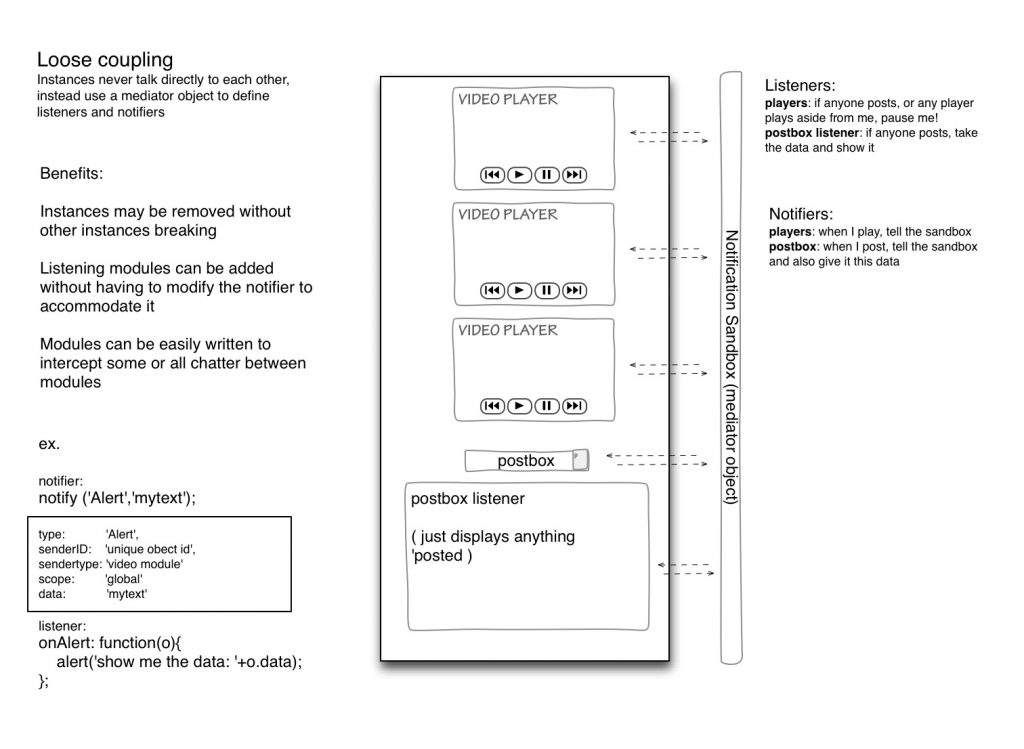 Loose coupling
Instances never talk directly to each other,
instead use a mediator object to define
listeners and notifiers
Benefits:
Instances may be removed without
other instances breaking
Listening modules can be added
without having to modify the notifier to
accommodate it
Modules can be easily written to
intercept some or all chatter between
modules
ex.
notifier:
notify ('Alert','mytext');
type: 'Alert',
senderID: 'unique obect id',
sendertype: 'video module'
scope: 'global'
data: 'mytext'
listener:
onAlert: function(o){
alert('show me the data: '+o.data);
};
VIDEO PLAYER
VIDEO PLAYER
VIDEO PLAYER
postbox
postbox listener
( just displays anything
'posted )
Notification Sandbox (mediator object)
Listeners:
players: if anyone posts, or any player
plays aside from me, pause me!
postbox listener: if anyone posts, take
the data and show it
Notifiers:
players: when I play, tell the sandbox
postbox: when I post, tell the sandbox
and also give it this data